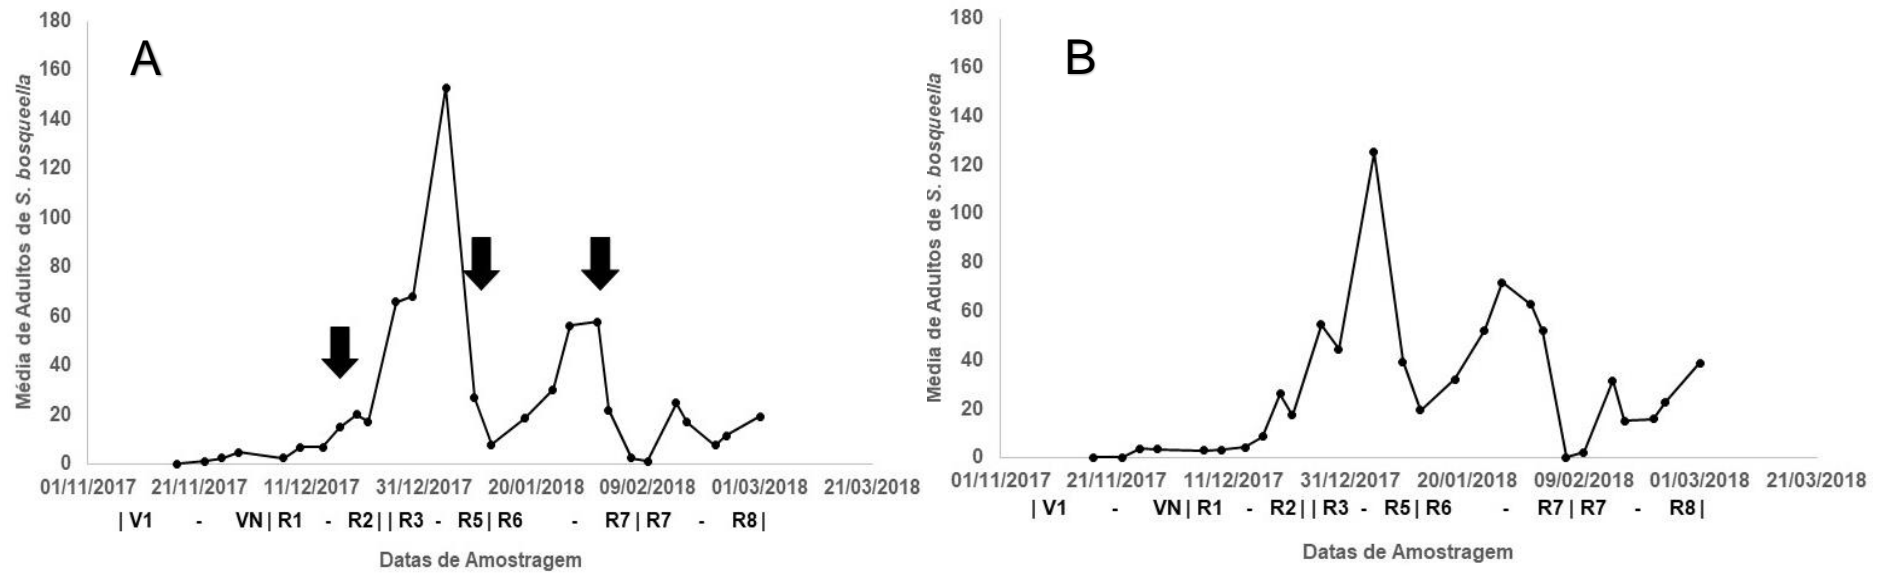 A
Média de Adultos de S. bosqueella
180
160
140
120
100
80
60
40
20
0
01/11/2017 21/11/2017 11/12/2017 31/12/2017 20/01/2018 09/02/2018 01/03/2018 21/03/2018
| V1 - VN | R1 - R2 | | R3 - R5 | R6 - R7 | R7 - R8 |
Datas de Amostragem
B
Média de Adultos de S. bosqueella
180
160
140
120
100
80
60
40
20
0
01/11/2017 21/11/2017 11/12/2017 31/12/2017 20/01/2018 09/02/2018 01/03/2018 21/03/2018
| V1 - VN | R1 - R2 | | R3 - R5 | R6 - R7 | R7 - R8 |
Datas de Amostragem